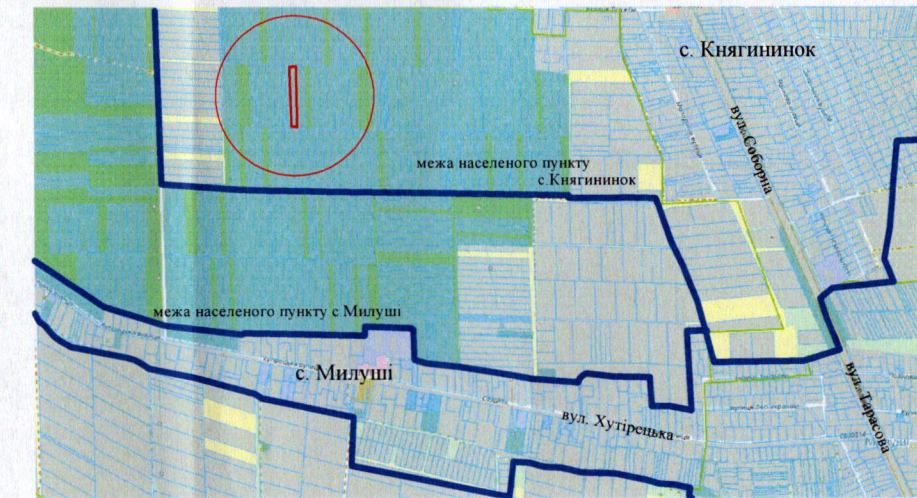 с. Княгининок
вул. Соборна
межа населеного пункту
с.Княгининок
межа населеного пункту с Милуші
с. Милуші
вул. Хутірецька
вул. Тарасова